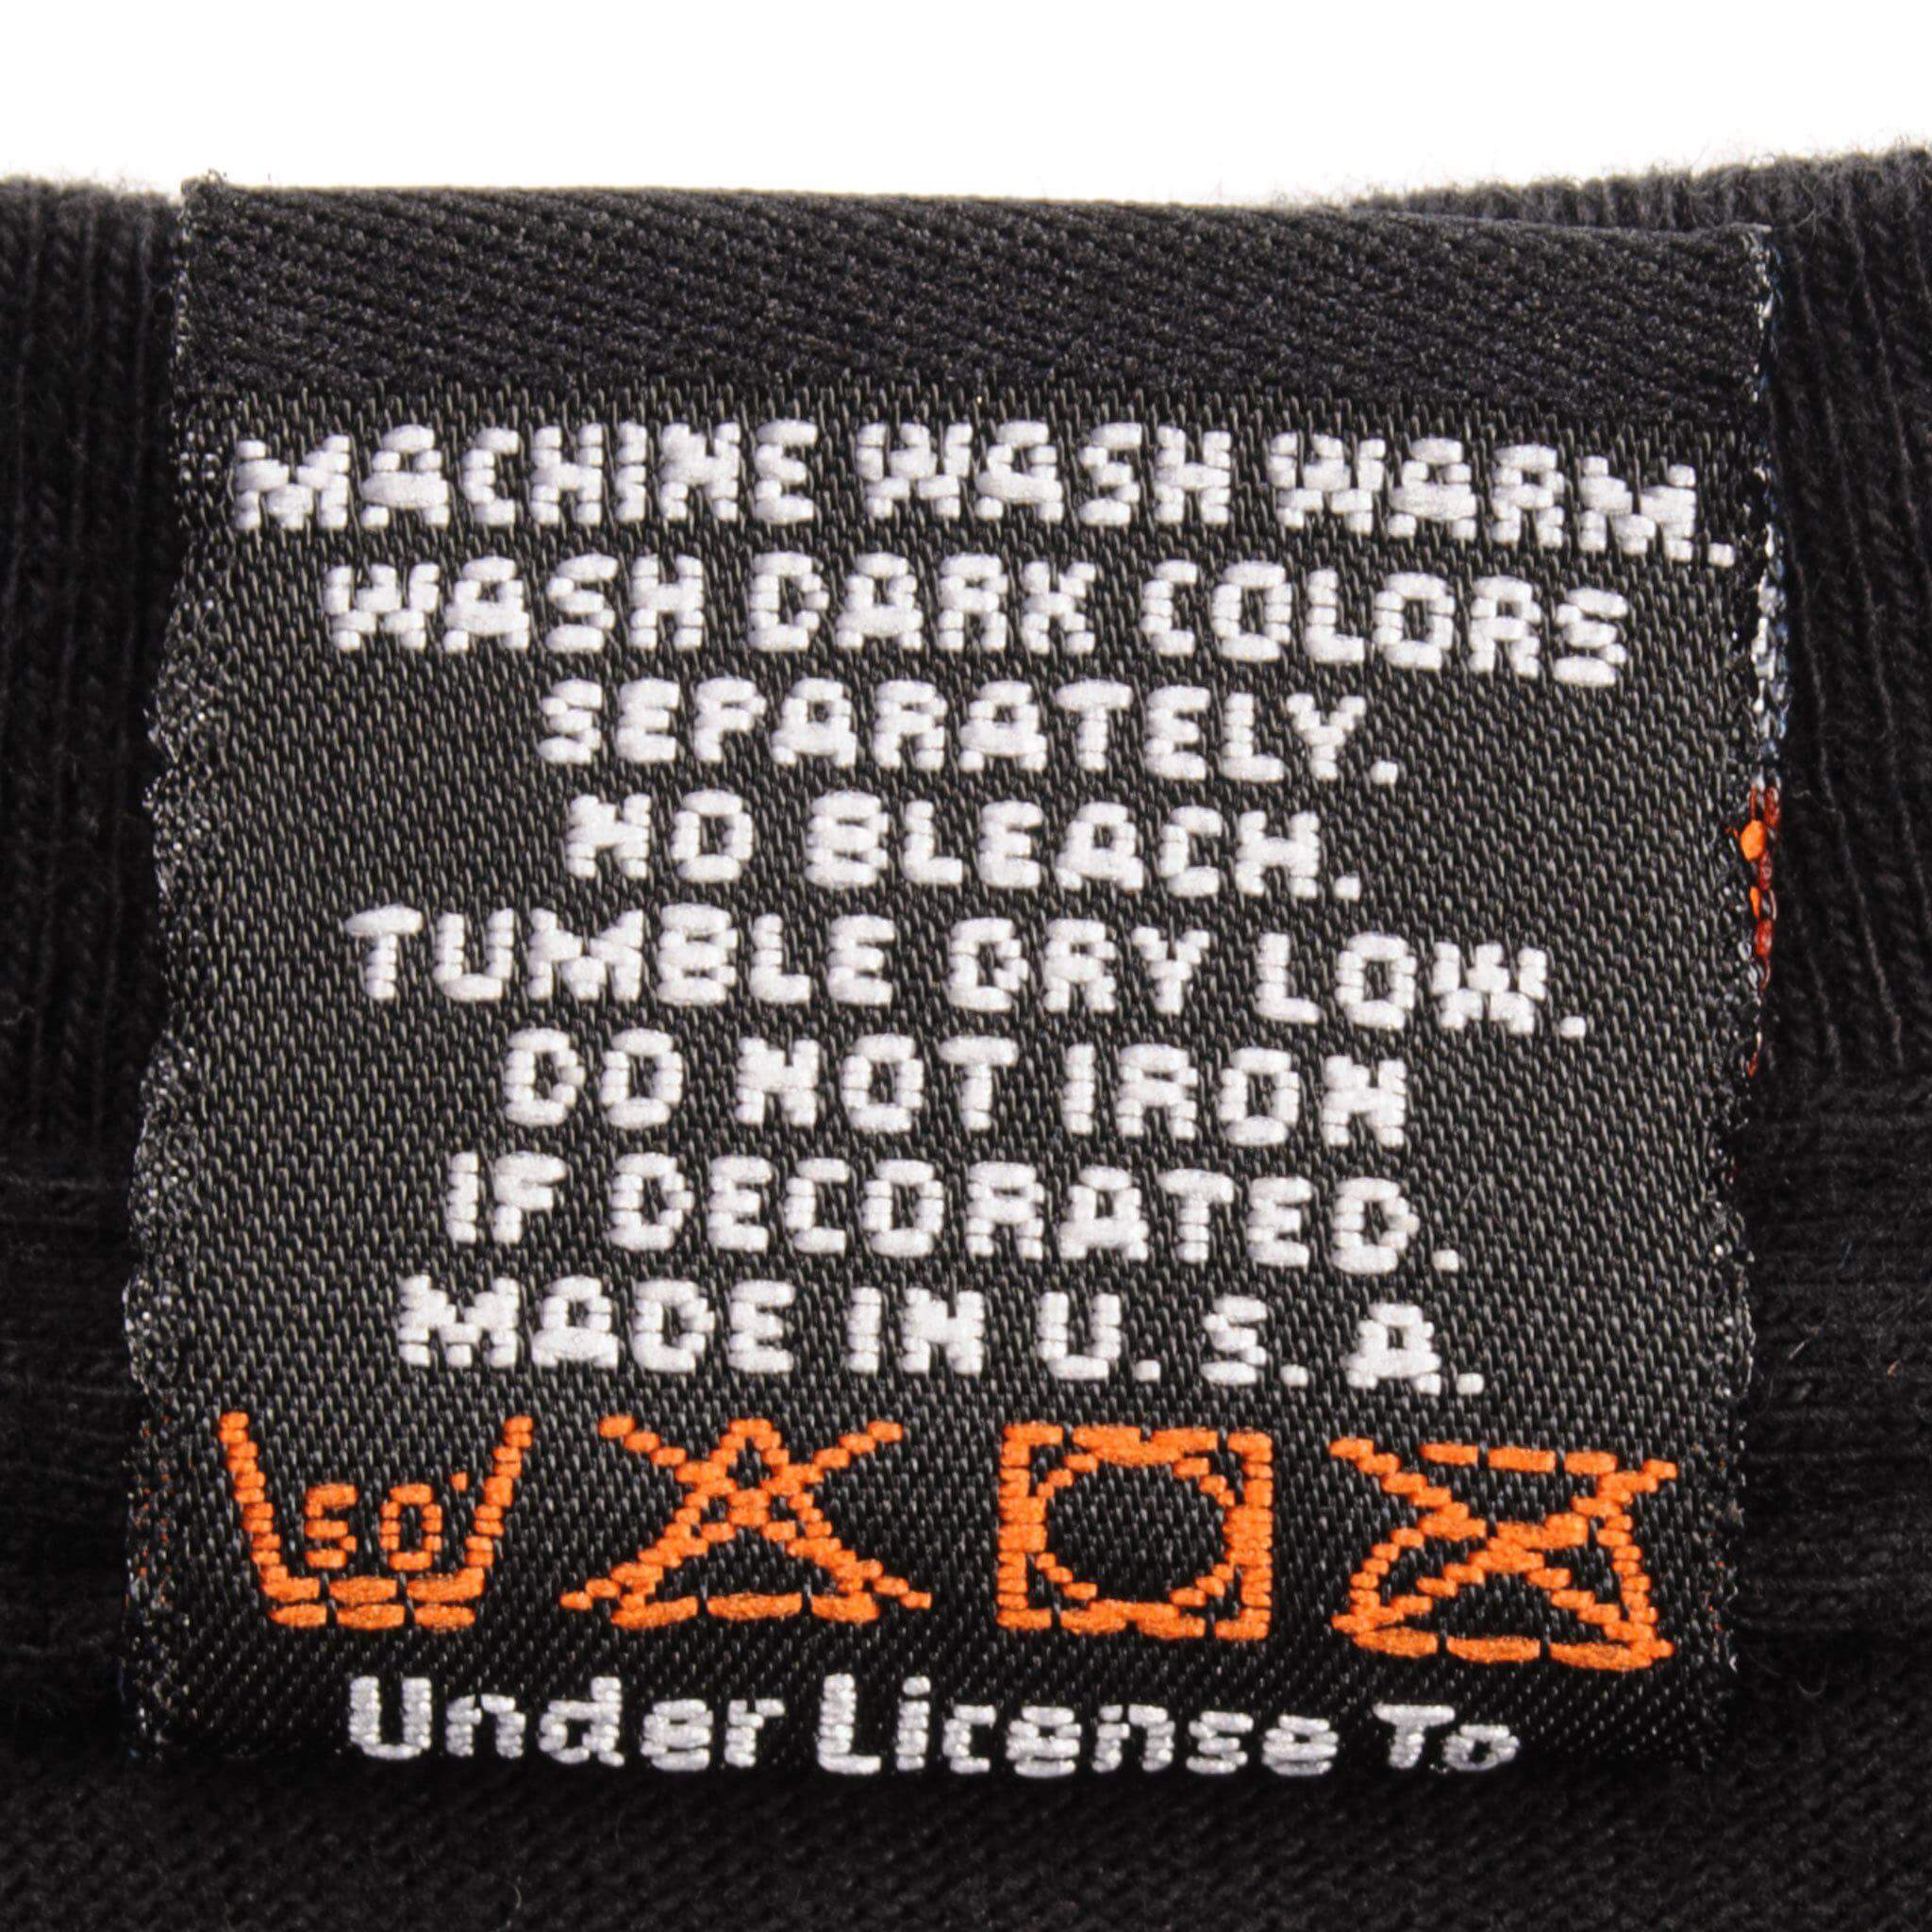 MACHINE WASH WARM.
WASH DARK COLORS
SEPARATELY.
NO BLEACH.
TUMBLE DRY LOW.
DO NOT IRON
IF DECORATED.
MADE IN U.S.A.
50°
Under License To